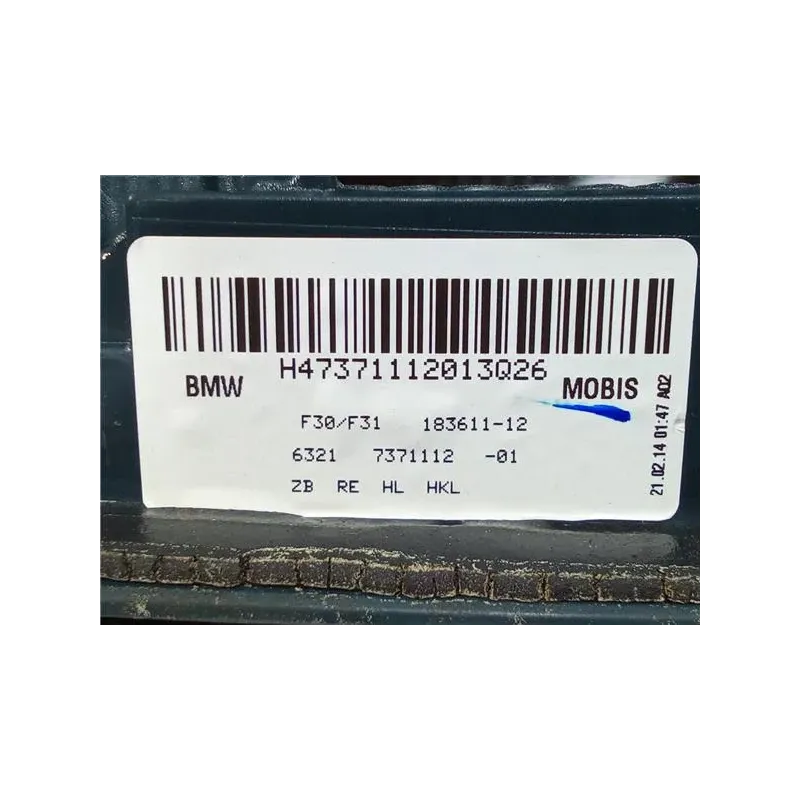 H47371112013Q26
BMW MOBIS
F30/F31 183611-12
6321 7371112 -01
ZB RE HL HKL
21.02.14 01:47 A02